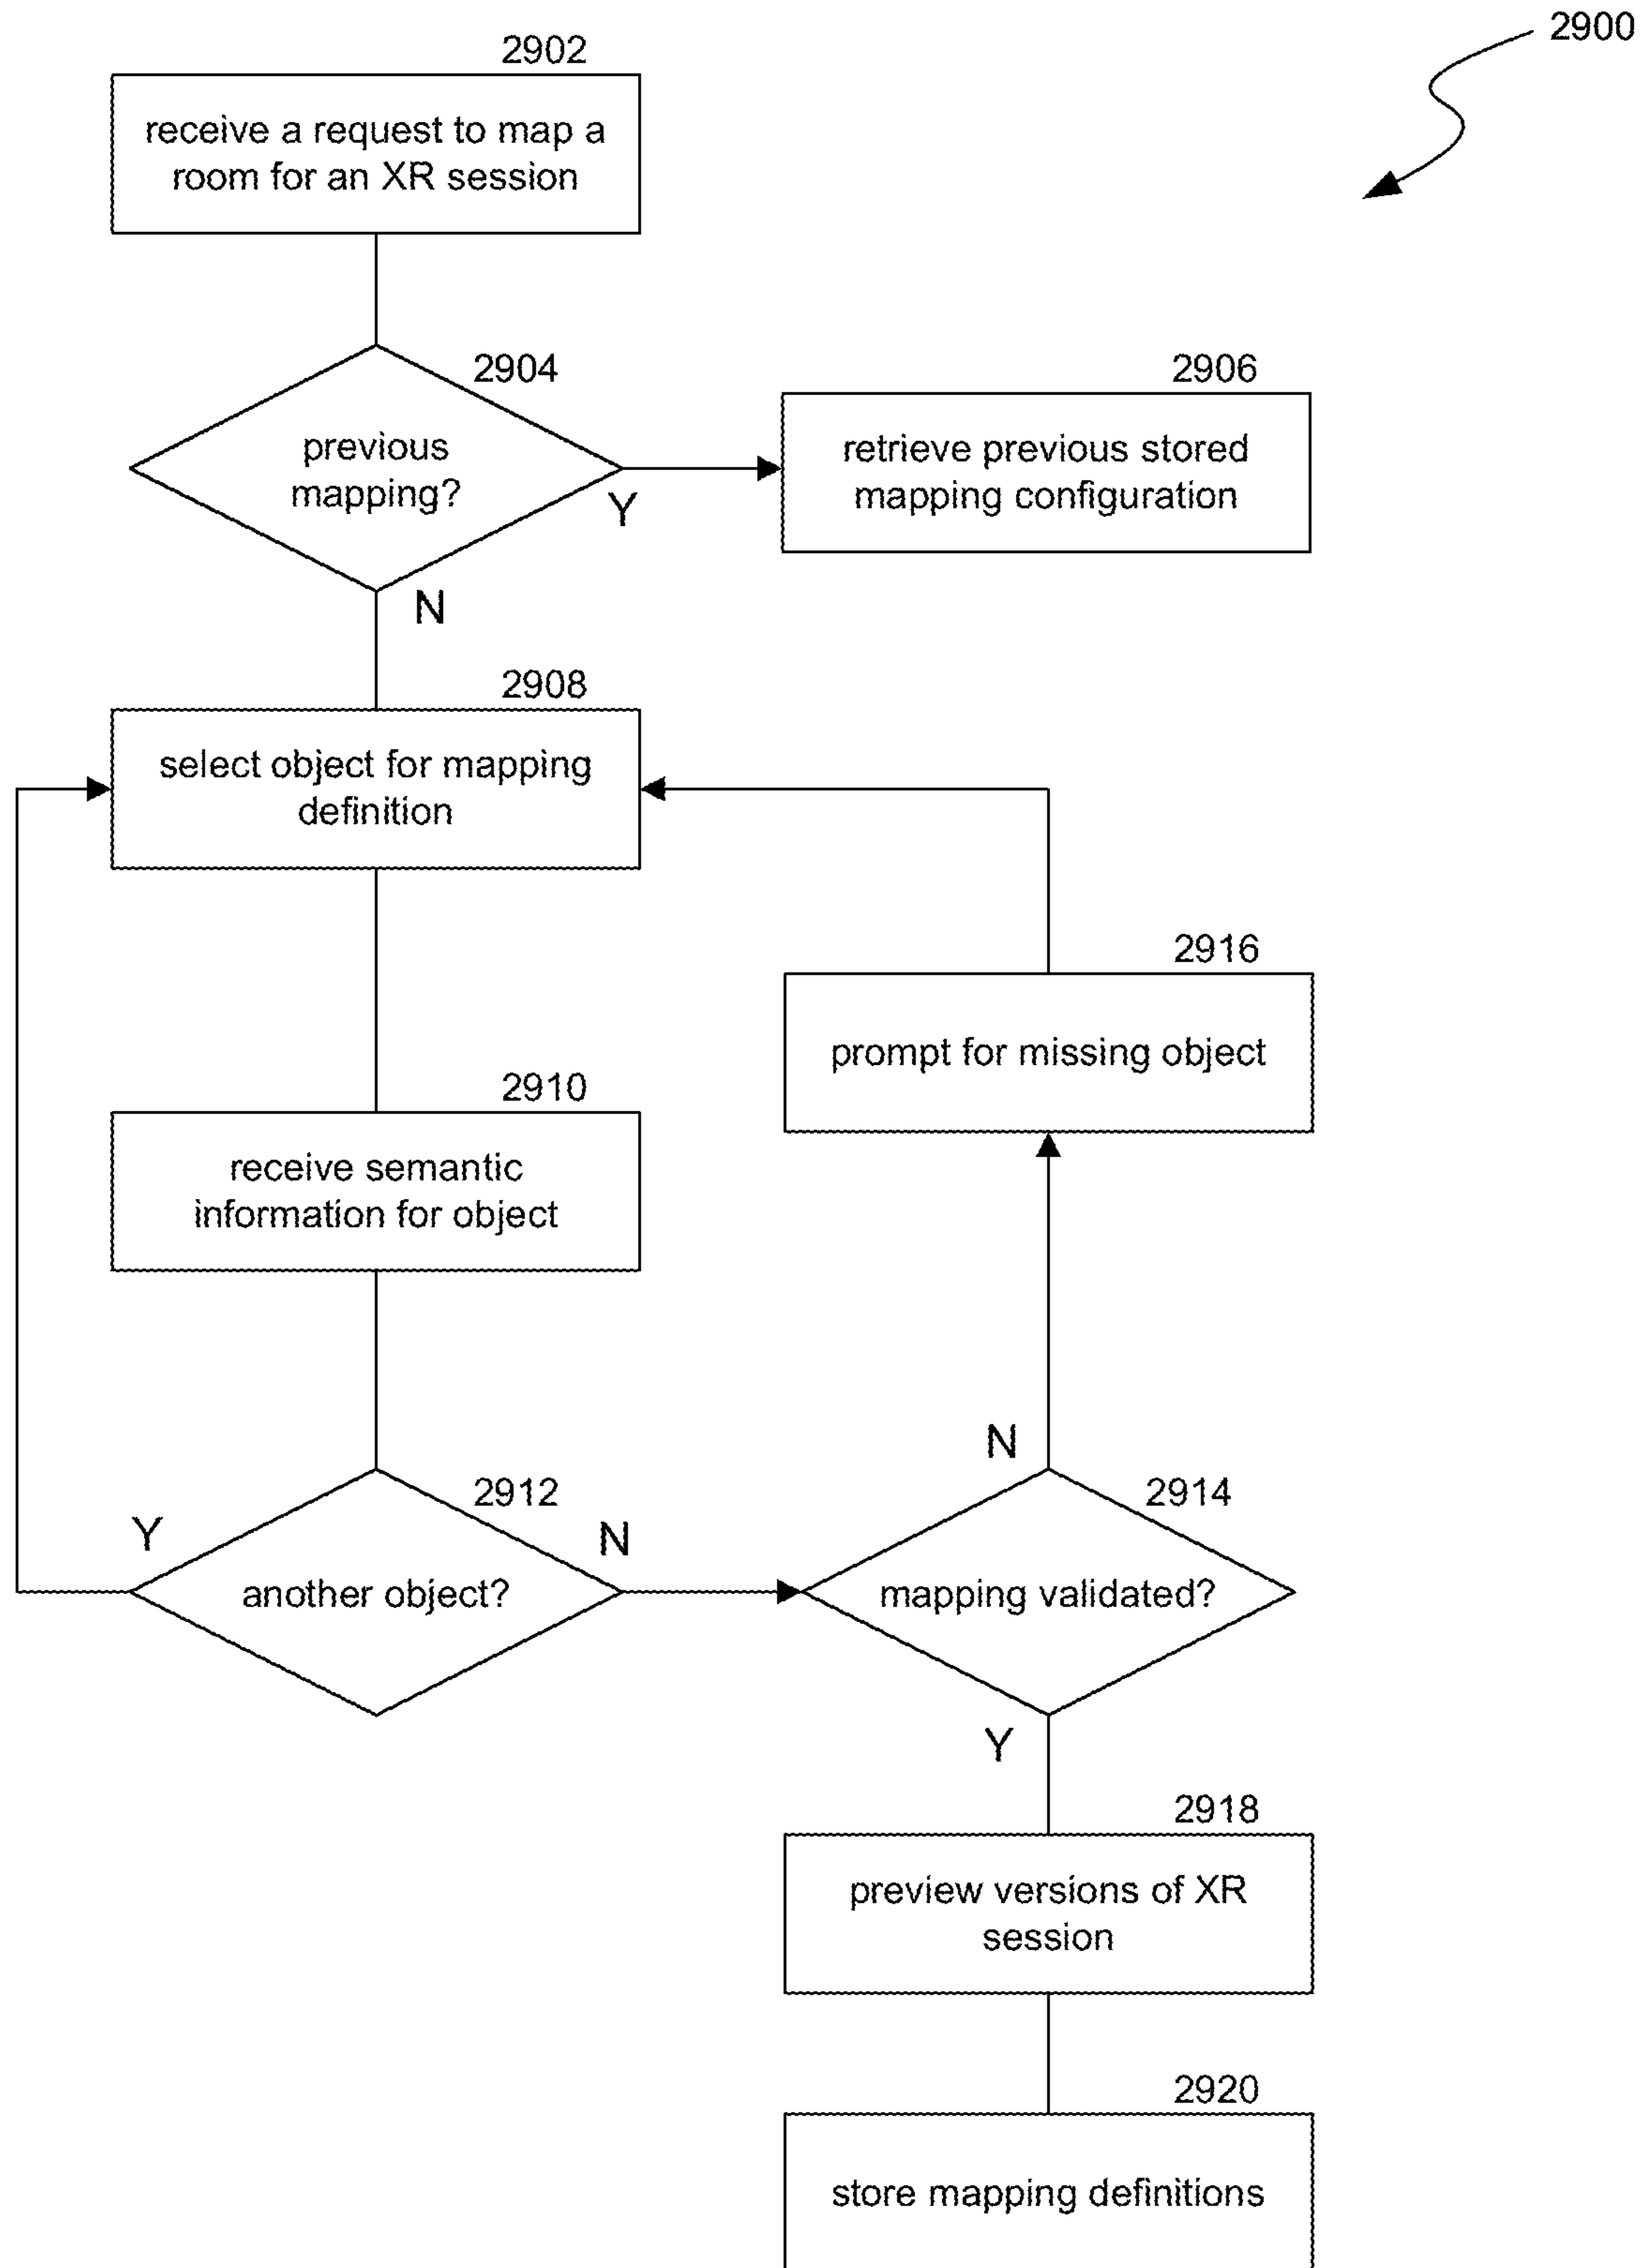 2900
2902
receive a request to map a
room for an XR session
2904
previous
mapping?
Y
N
2906
retrieve previous stored
mapping configuration
2908
select object for mapping
definition
2916
prompt for missing object
2910
receive semantic
information for object
2912
another object?
Y
N
2914
mapping validated?
N
Y
2918
preview versions of XR
session
2920
store mapping definitions